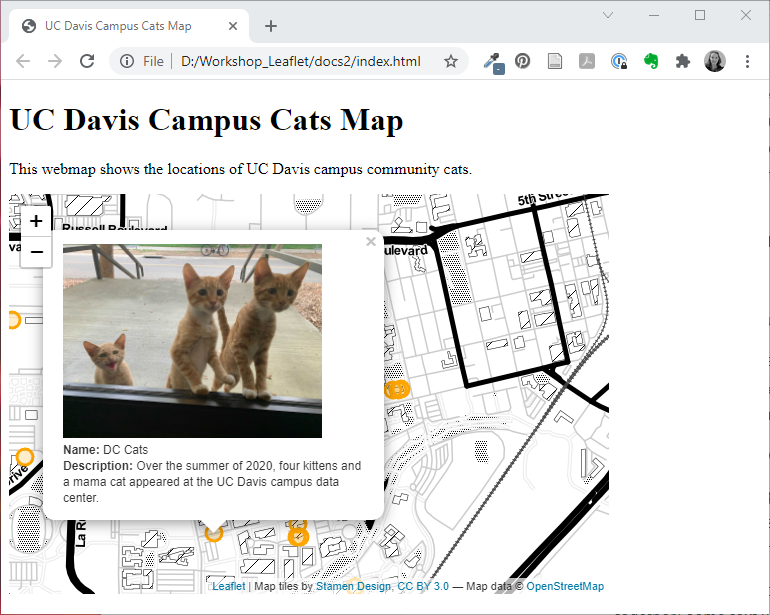 UC Davis Campus Cats Map
File | D:/Workshop_Leaflet/docs2/index.html
UC Davis Campus Cats Map
This webmap shows the locations of UC Davis campus community cats.
5th Stre
+
Russell Boulevard
−
ulevard
×
Name: DC Cats
Description: Over the summer of 2020, four kittens and
a mama cat appeared at the UC Davis campus data
center.
rive
La R
Leaflet | Map tiles by Stamen Design, CC BY 3.0 — Map data © OpenStreetMap